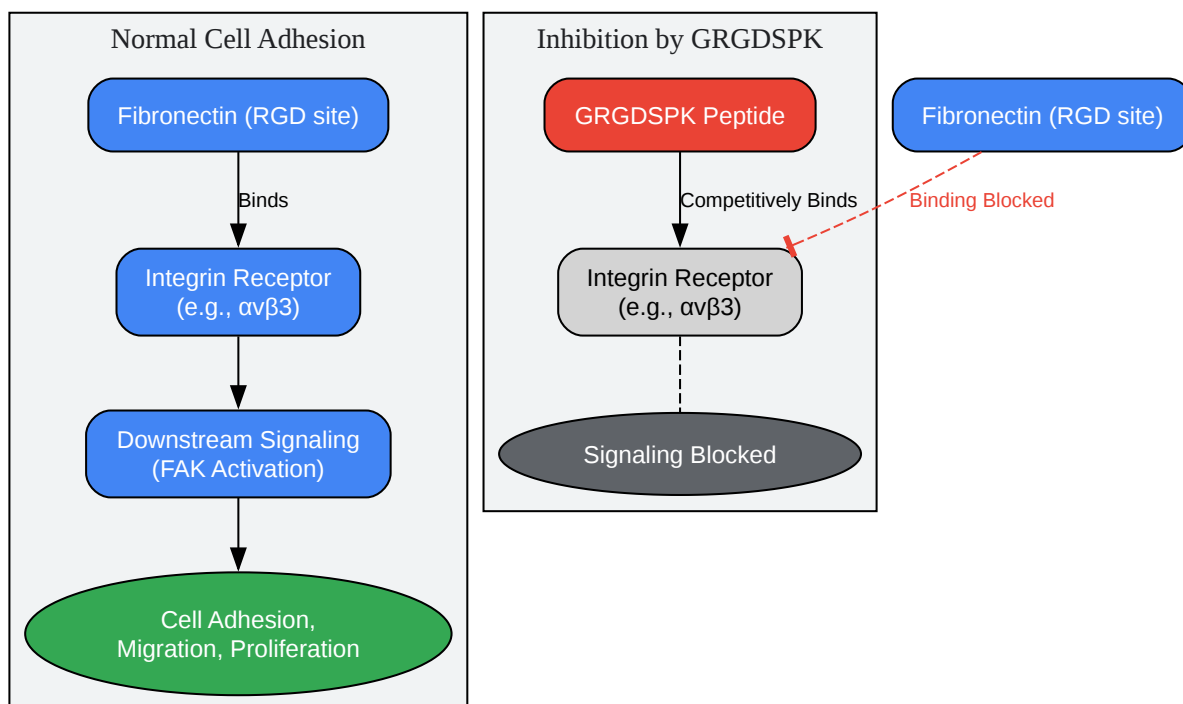 Normal Cell Adhesion
Fibronectin (RGD site)
Binds
Integrin Receptor
(e.g., αvβ3)
Downstream Signaling
(FAK Activation)
Cell Adhesion,
Migration, Proliferation
Inhibition by GRGDSPK
GRGDSPK Peptide
Competitively Binds
Integrin Receptor
(e.g., αvβ3)
Signaling Blocked
Fibronectin (RGD site)
Binding Blocked